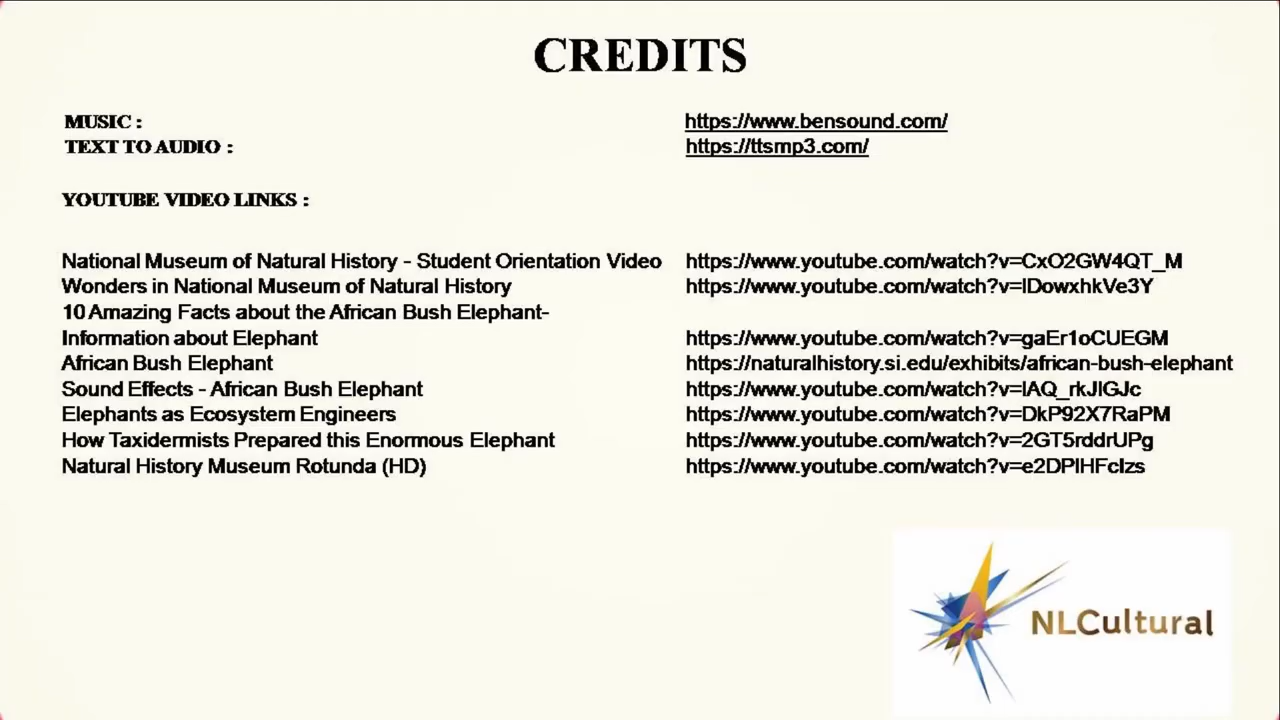 CREDITS
MUSIC : https://www.bensound.com/
TEXT TO AUDIO : https://ttsmp3.com/
YOUTUBE VIDEO LINKS :
National Museum of Natural History - Student Orientation Video https://www.youtube.com/watch?v=CxO2GW4QT_M
Wonders in National Museum of Natural History https://www.youtube.com/watch?v=lDowxhkVe3Y
10 Amazing Facts about the African Bush Elephant-
Information about Elephant https://www.youtube.com/watch?v=gaEr1oCUEGM
African Bush Elephant https://naturalhistory.si.edu/exhibits/african-bush-elephant
Sound Effects - African Bush Elephant https://www.youtube.com/watch?v=lAQ_rkJlGJc
Elephants as Ecosystem Engineers https://www.youtube.com/watch?v=DkP92X7RaPM
How Taxidermists Prepared this Enormous Elephant https://www.youtube.com/watch?v=2GT5rddrUPg
Natural History Museum Rotunda (HD) https://www.youtube.com/watch?v=e2DPlHFclzs
NLCultural